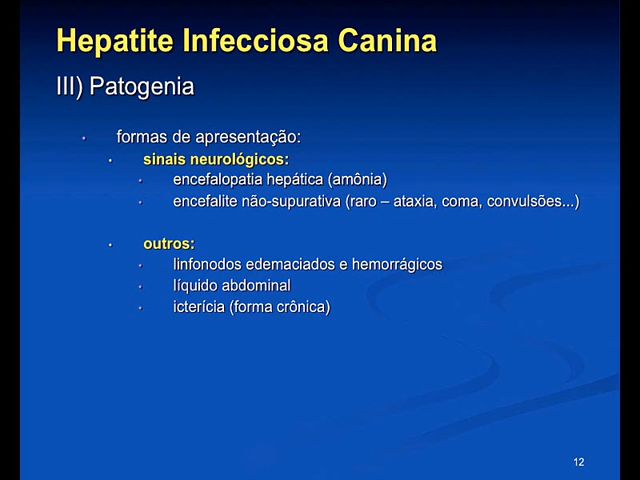 Hepatite Infecciosa Canina
III) Patogenia
• formas de apresentação:
• sinais neurológicos:
• encefalopatia hepática (amônia)
• encefalite não-supurativa (raro – ataxia, coma, convulsões...)
• outros:
• linfonodos edemaciados e hemorrágicos
• líquido abdominal
• icterícia (forma crônica)
12